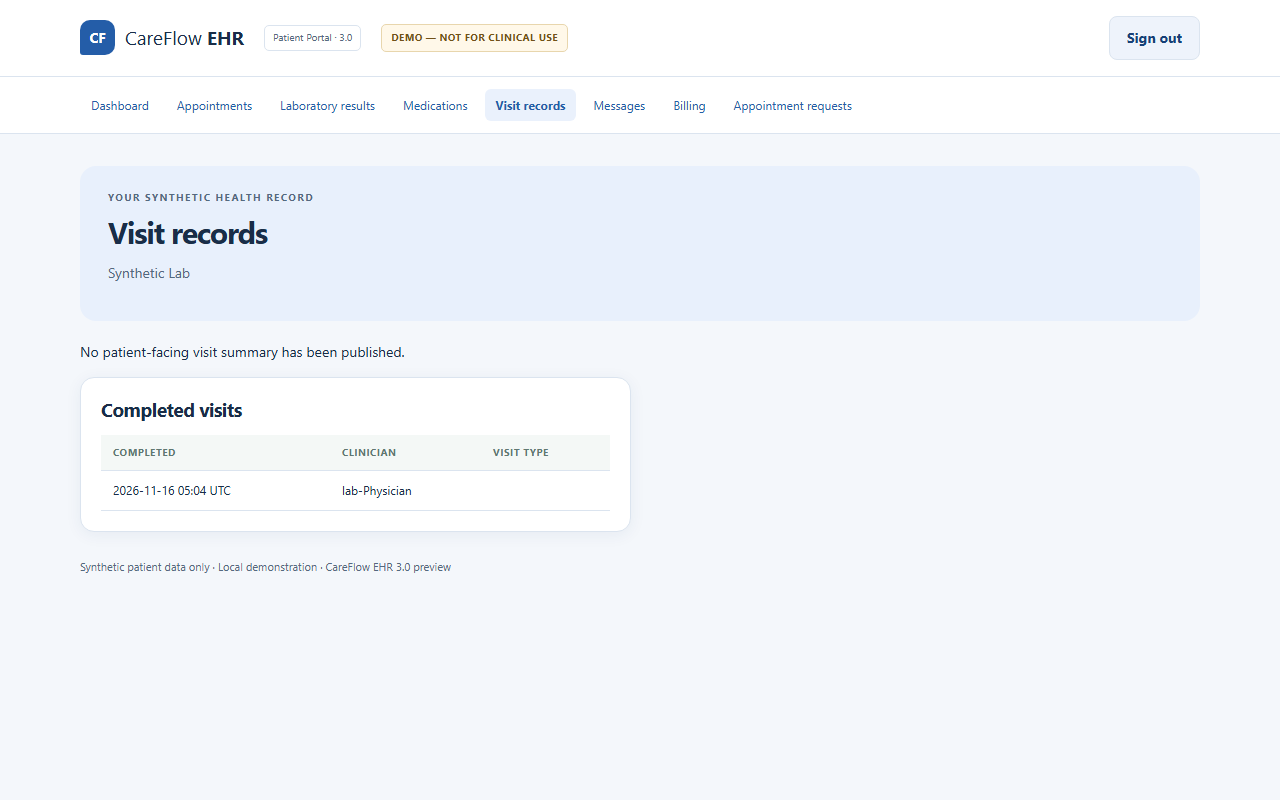 CF CareFlow EHR Patient Portal · 3.0 DEMO — NOT FOR CLINICAL USE Sign out
Dashboard Appointments Laboratory results Medications Visit records Messages Billing Appointment requests
YOUR SYNTHETIC HEALTH RECORD
Visit records
Synthetic Lab
No patient-facing visit summary has been published.
Completed visits
COMPLETED CLINICIAN VISIT TYPE
2026-11-16 05:04 UTC lab-Physician
Synthetic patient data only · Local demonstration · CareFlow EHR 3.0 preview